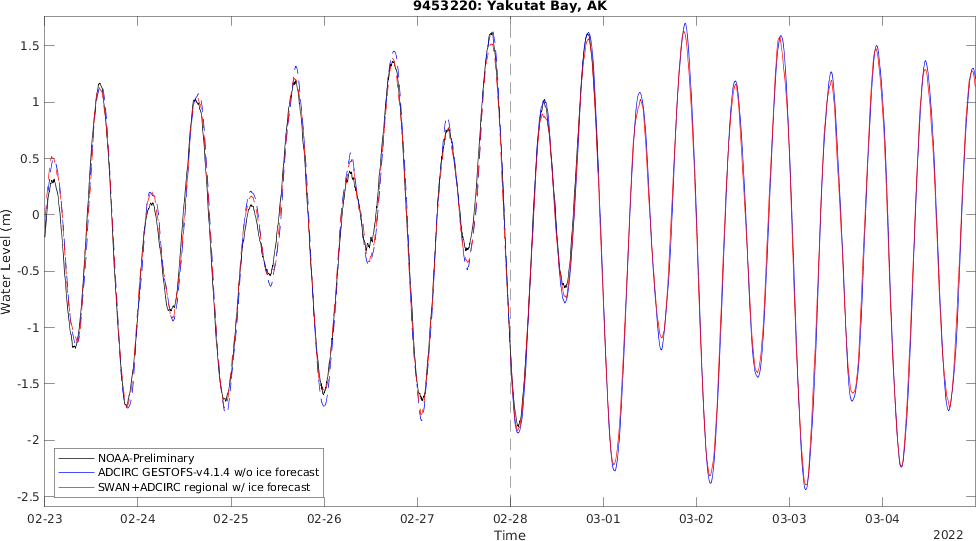 9453220: Yakutat Bay, AK
1.5
1
0.5
0
-0.5
-1
-1.5
-2
-2.5
Water Level (m)
NOAA-Preliminary
ADCIRC GESTOFS-v4.1.4 w/o ice forecast
SWAN+ADCIRC regional w/ ice forecast
02-23 02-24 02-25 02-26 02-27 02-28 03-01 03-02 03-03 03-04
Time
2022